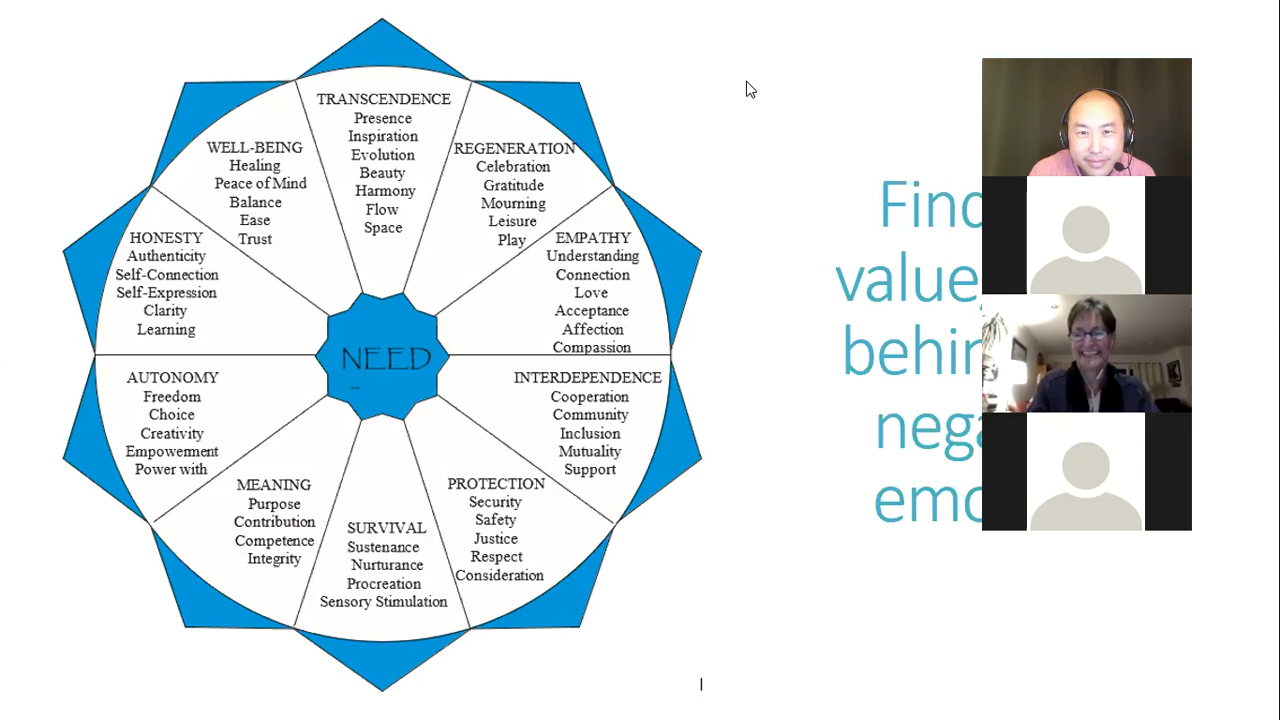 TRANSCENDENCE
Presence
Inspiration
Evolution
Beauty
Harmony
Flow
Space
REGENERATION
Celebration
Gratitude
Mourning
Leisure
Play
EMPATHY
Understanding
Connection
Love
Acceptance
Affection
Compassion
INTERDEPENDENCE
Cooperation
Community
Inclusion
Mutuality
Support
PROTECTION
Security
Safety
Justice
Respect
Consideration
SURVIVAL
Sustenance
Nurturance
Procreation
Sensory Stimulation
MEANING
Purpose
Contribution
Competence
Integrity
AUTONOMY
Freedom
Choice
Creativity
Empowerment
Power with
HONESTY
Authenticity
Self-Connection
Self-Expression
Clarity
Learning
WELL-BEING
Healing
Peace of Mind
Balance
Ease
Trust
NEED